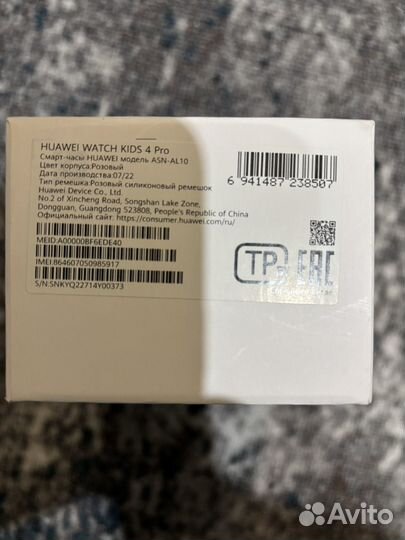 HUAWEI WATCH KIDS 4 Pro
Смарт-часы HUAWEI модель ASN-AL10
Цвет корпуса:Розовый
Дата производства:07/22
Тип ремешка:Розовый силиконовый ремешок
Huawei Device Co., Ltd.
No.2 of Xincheng Road, Songshan Lake Zone,
Dongguan, Guangdong 523808, People's Republic of China
Официальный сайт: https://consumer.huawei.com/ru/
MEID:A00000BF6EDE40
IMEI:864607050985917
S/N:SNKYQ22714Y00373
6 941487 238507
ТР
ЕАС
Avito